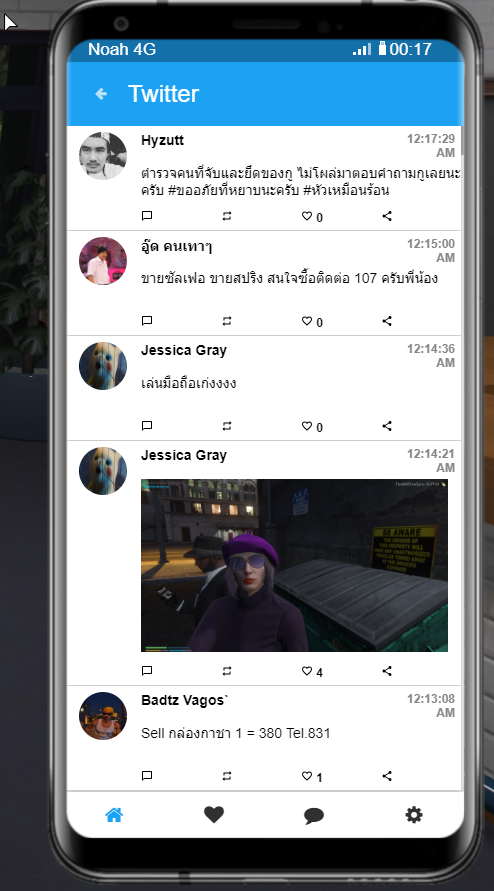 Noah 4G 00:17
Twitter
Hyzutt 12:17:29
AM
ตำรวจคนที่จับและยึดของกู ไม่โผล่มาตอบคำถามกูเลยนะ
ครับ #ขออภัยที่หยาบนะครับ #หัวเหมือนร้อน
0
อู๊ด คนเทาๆ 12:15:00
AM
ขายซัลเฟอ ขายสปริง สนใจซื้อติดต่อ 107 ครับพี่น้อง
0
Jessica Gray 12:14:36
AM
เล่นมือถือเก่งงงง
0
Jessica Gray 12:14:21
AM
BE AWARE
THE OWNERS OF
THIS PROPERTY WILL
HAVE ANY UNAUTHORIZED
4
Badtz Vagos` 12:13:08
AM
Sell กล่องกาชา 1 = 380 Tel.831
1